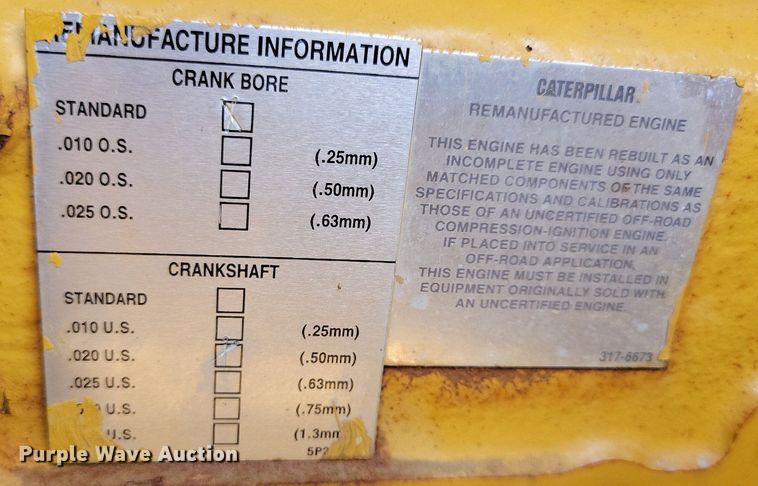 MANUFACTURE INFORMATION
CRANK BORE
STANDARD
.010 O.S. (.25mm)
.020 O.S. (.50mm)
.025 O.S. (.63mm)
CRANKSHAFT
STANDARD
.010 U.S. (.25mm)
.020 U.S. (.50mm)
.025 U.S. (.63mm)
U.S. (.75mm)
U.S. (1.3mm
5P2
CATERPILLAR
REMANUFACTURED ENGINE
THIS ENGINE HAS BEEN REBUILT AS AN
INCOMPLETE ENGINE USING ONLY
MATCHED COMPONENTS OF THE SAME
SPECIFICATIONS AND CALIBRATIONS AS
THOSE OF AN UNCERTIFIED OFF-ROAD
COMPRESSION-IGNITION ENGINE.
IF PLACED INTO SERVICE IN AN
OFF-ROAD APPLICATION,
THIS ENGINE MUST BE INSTALLED IN
EQUIPMENT ORIGINALLY SOLD WITH
AN UNCERTIFIED ENGINE.
317-6673
Purple Wave Auction